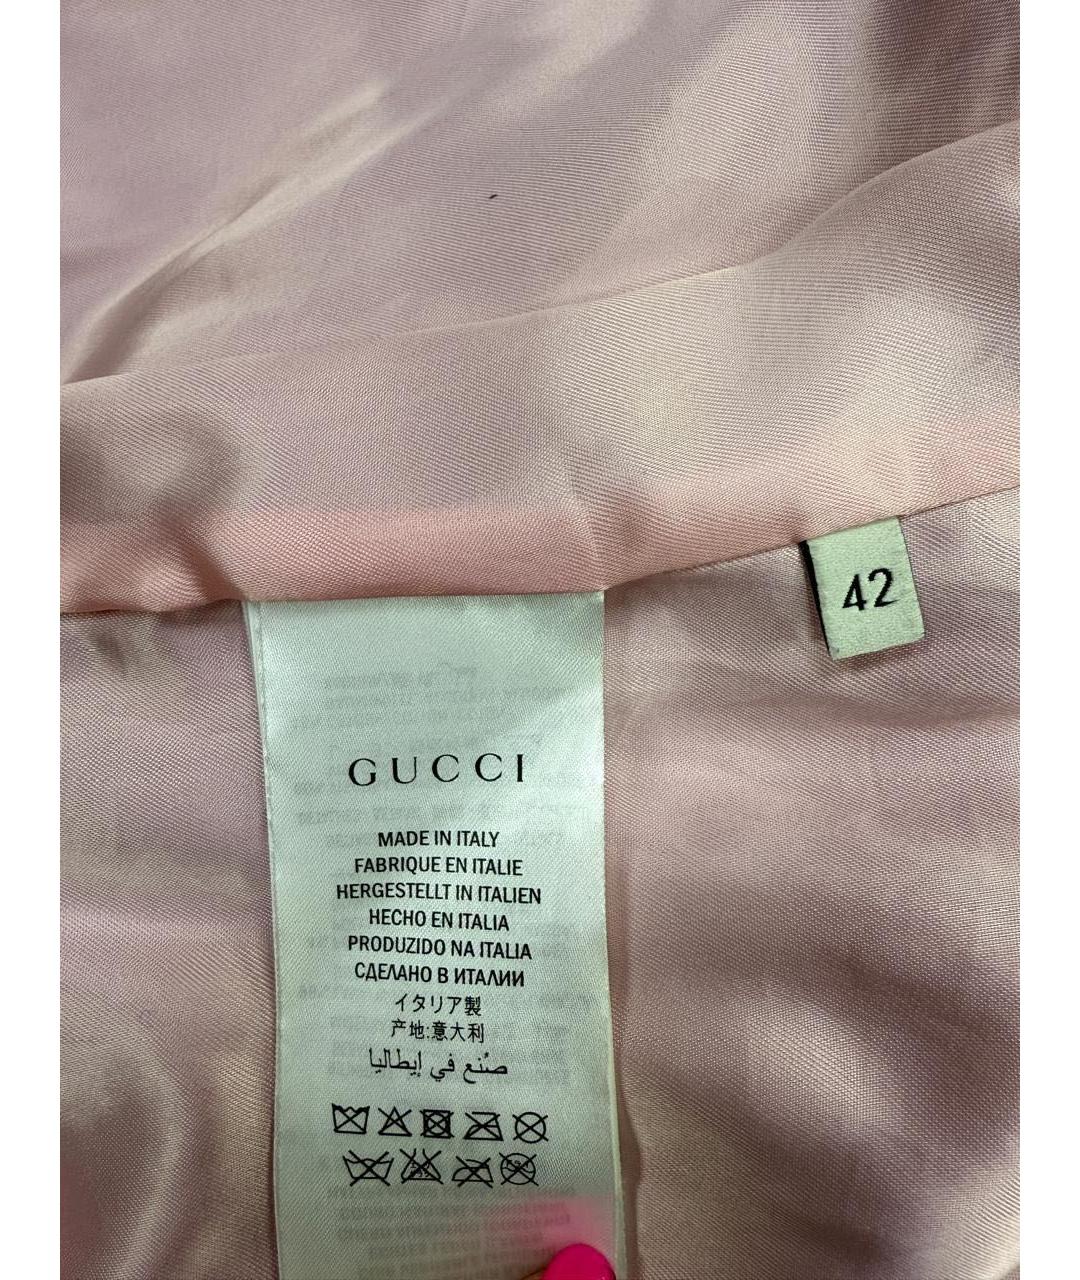 42
GUCCI
MADE IN ITALY
FABRIQUE EN ITALIE
HERGESTELLT IN ITALIEN
HECHO EN ITALIA
PRODUZIDO NA ITALIA
СДЕЛАНО В ИТАЛИИ
イタリア製
产地:意大利
صُنع في إيطاليا